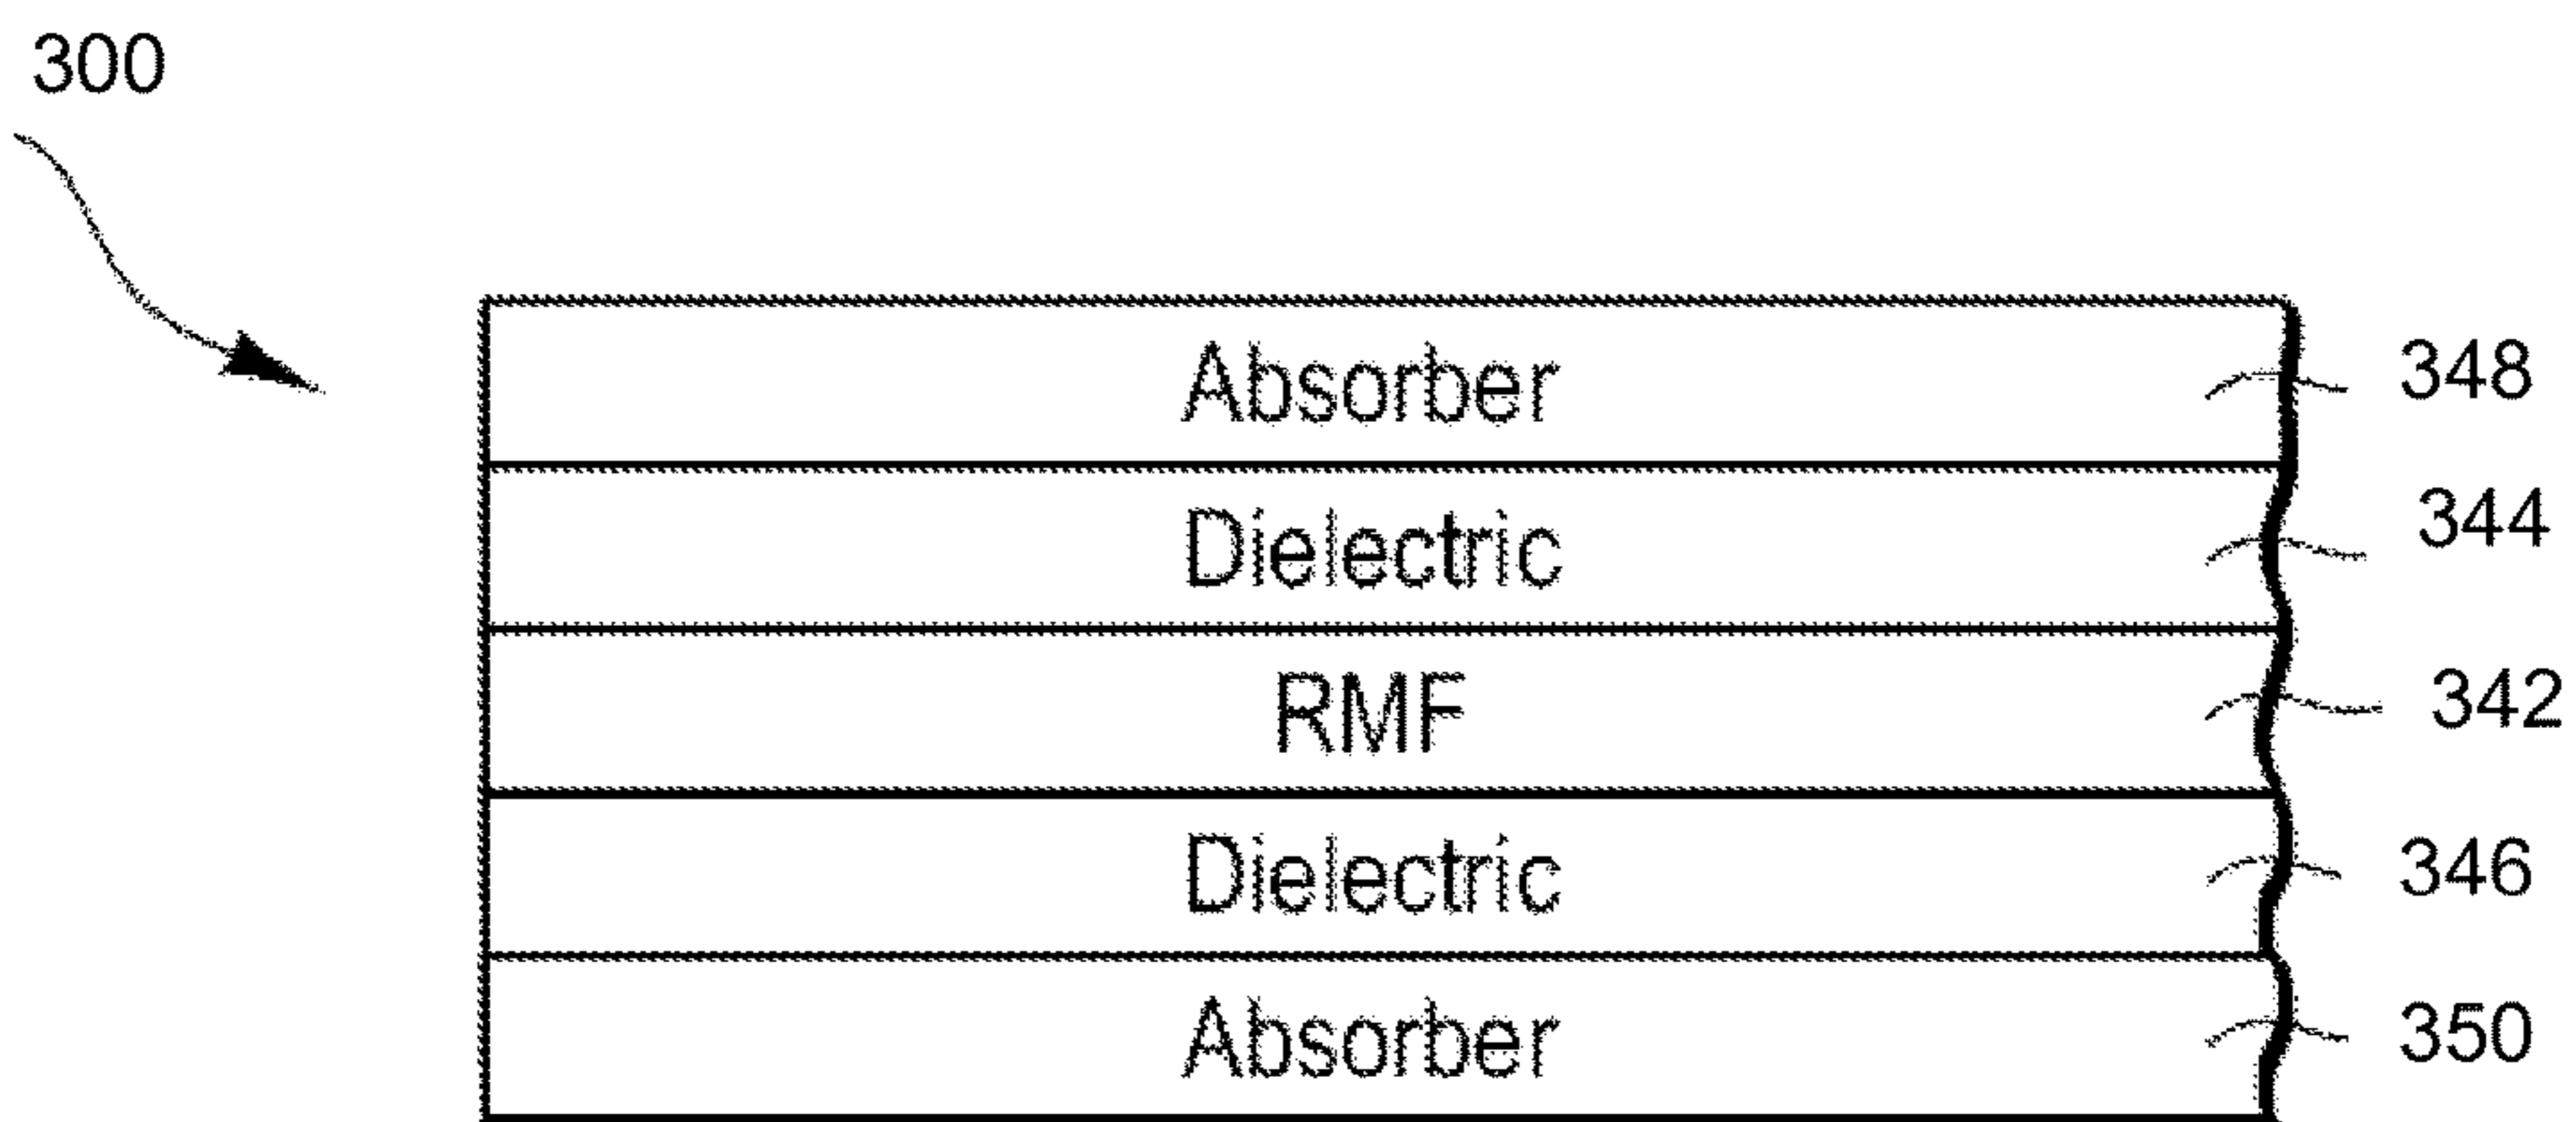 300
Absorber 348
Dielectric 344
RMF 342
Dielectric 346
Absorber 350